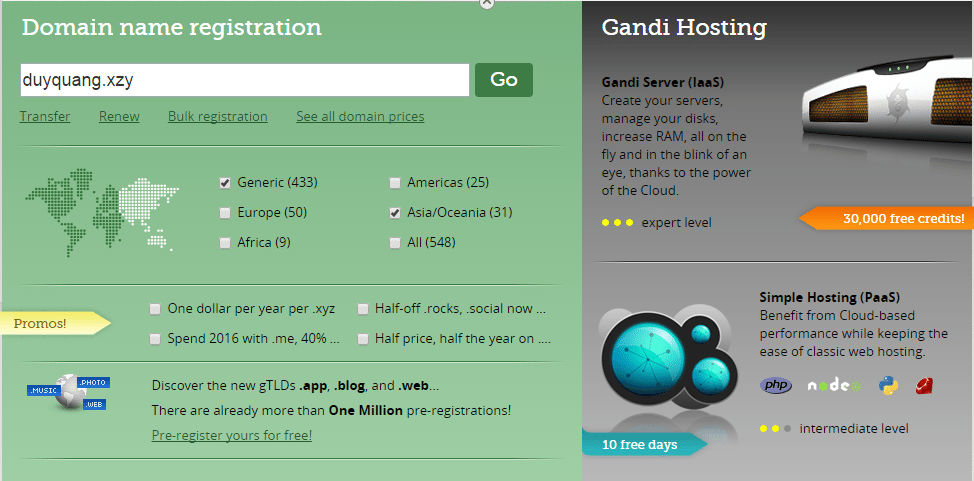 Domain name registration
duyquang.xzy
Go
Transfer
Renew
Bulk registration
See all domain prices
Generic (433)
Americas (25)
Europe (50)
Asia/Oceania (31)
Africa (9)
All (548)
Promos!
One dollar per year per .xyz
Half-off .rocks, .social now ...
Spend 2016 with .me, 40% ...
Half price, half the year on ....
.MUSIC
.PHOTO
.WEB
Discover the new gTLDs .app, .blog, and .web...
There are already more than One Million pre-registrations!
Pre-register yours for free!
Gandi Hosting
Gandi Server (IaaS)
Create your servers,
manage your disks,
increase RAM, all on the
fly and in the blink of an
eye, thanks to the power
of the Cloud.
expert level
30,000 free credits!
Simple Hosting (PaaS)
Benefit from Cloud-based
performance while keeping the
ease of classic web hosting.
php
node
intermediate level
10 free days